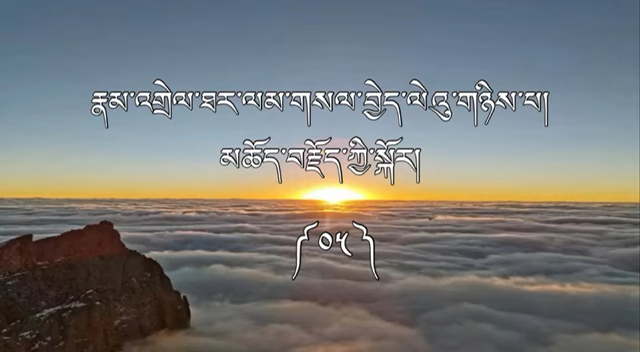 རྣམ་འགྲེལ་ཐར་ལམ་གསལ་བྱེད་ལེའུ་གཉིས་པ།
མཆོད་བརྗོད་ཀྱི་སྐོར།
༼ ༠༥ ༽